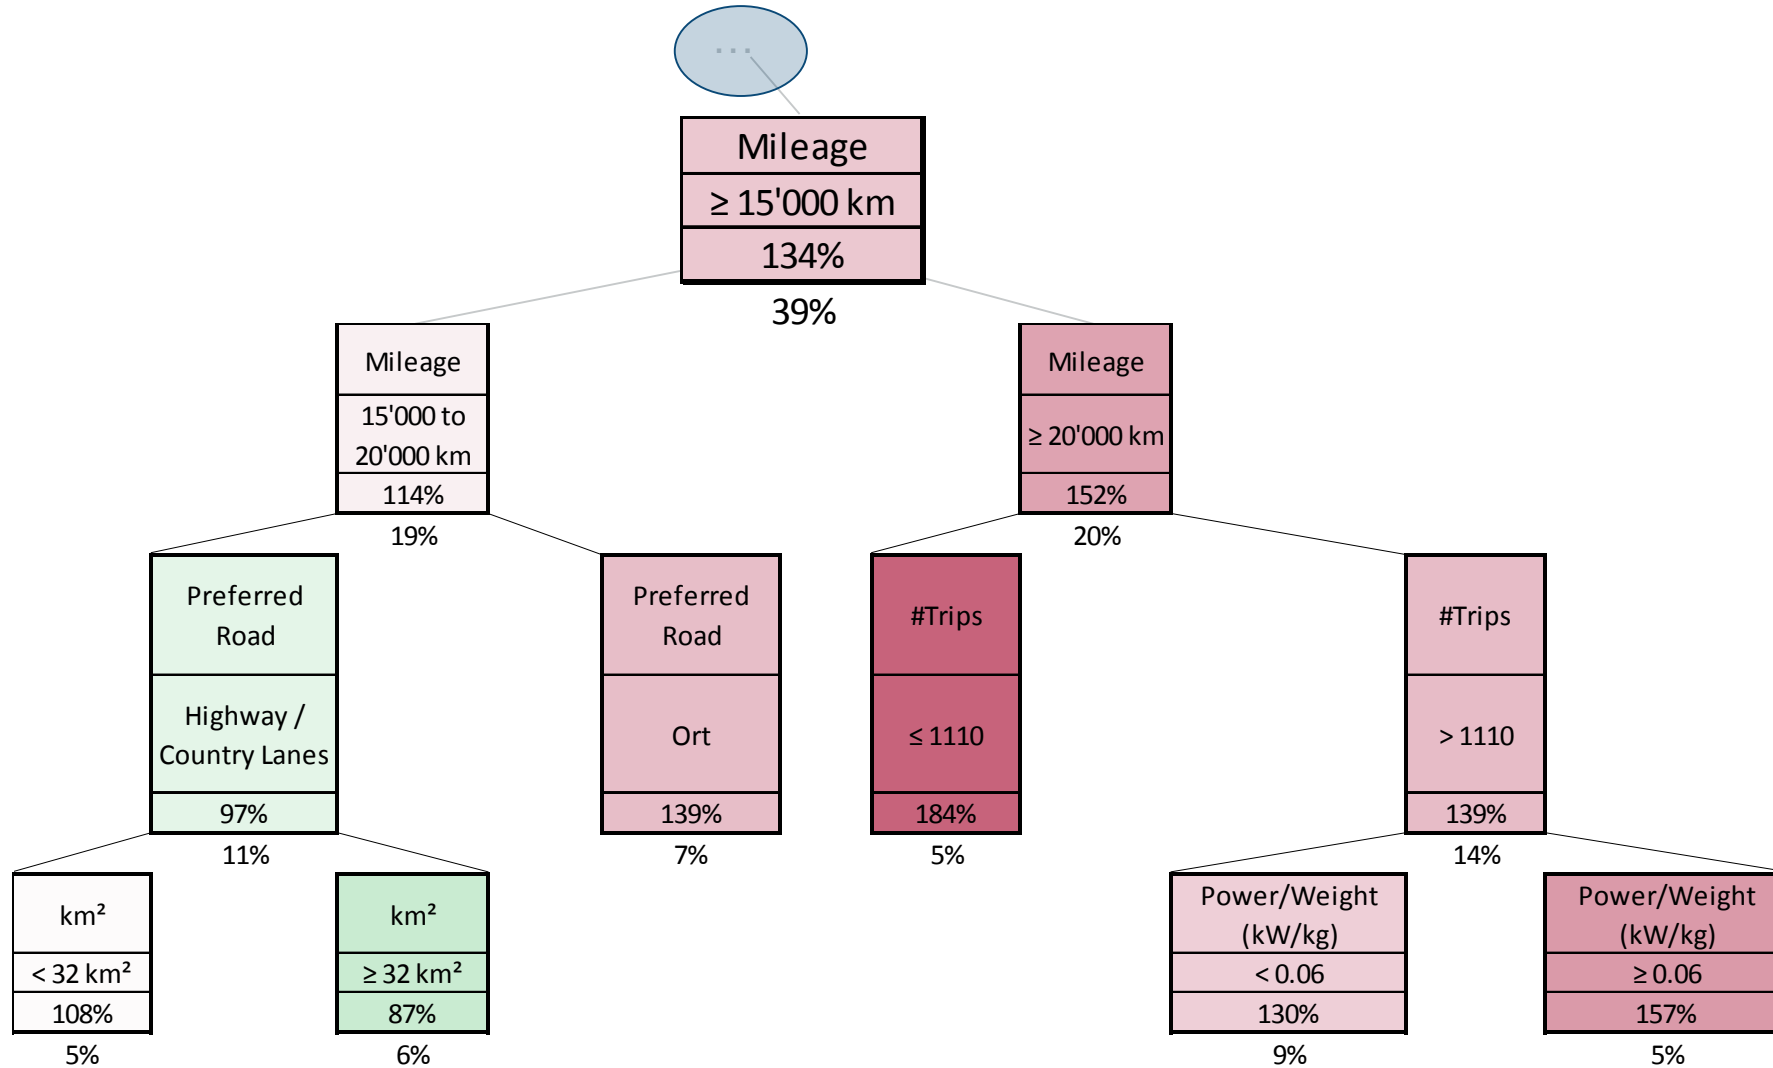 ...
Mileage
≥ 15'000 km
134%
39%
Mileage
15'000 to
20'000 km
114%
19%
Mileage
≥ 20'000 km
152%
20%
Preferred
Road
Highway /
Country Lanes
97%
11%
Preferred
Road
Ort
139%
7%
#Trips
≤ 1110
184%
5%
#Trips
> 1110
139%
14%
km²
< 32 km²
108%
5%
km²
≥ 32 km²
87%
6%
Power/Weight
(kW/kg)
< 0.06
130%
9%
Power/Weight
(kW/kg)
≥ 0.06
157%
5%